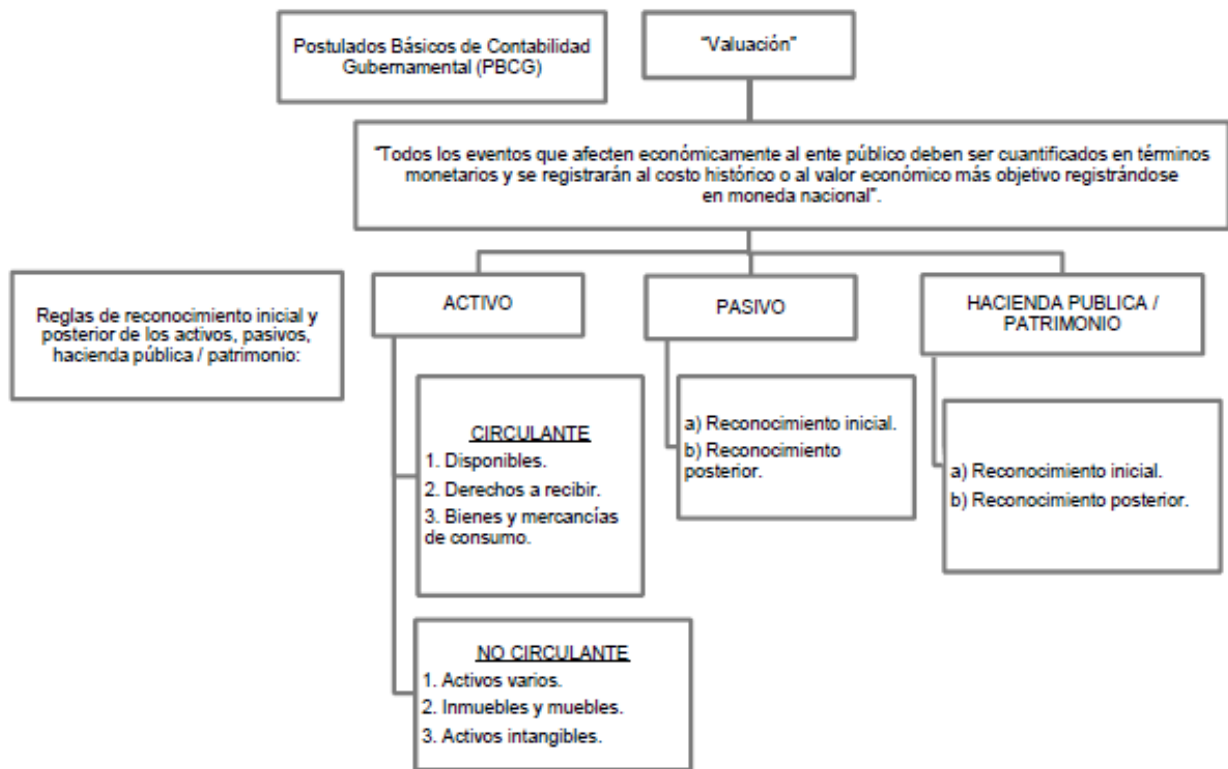 Postulados Básicos de Contabilidad
Gubernamental (PBCG)
"Valuación"
"Todos los eventos que afecten económicamente al ente público deben ser cuantificados en términos
monetarios y se registrarán al costo histórico o al valor económico más objetivo registrándose
en moneda nacional".
Reglas de reconocimiento inicial y
posterior de los activos, pasivos,
hacienda pública / patrimonio:
ACTIVO
PASIVO
HACIENDA PUBLICA /
PATRIMONIO
CIRCULANTE
1. Disponibles.
2. Derechos a recibir.
3. Bienes y mercancías
de consumo.
a) Reconocimiento inicial.
b) Reconocimiento
posterior.
a) Reconocimiento inicial.
b) Reconocimiento posterior.
NO CIRCULANTE
1. Activos varios.
2. Inmuebles y muebles.
3. Activos intangibles.